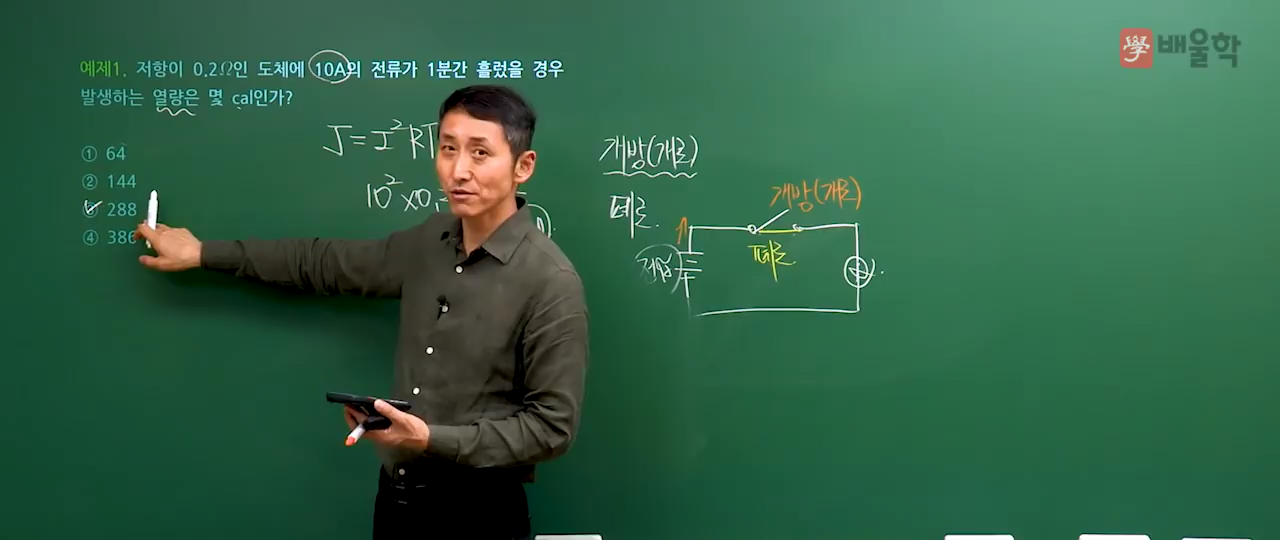 學 배울학
예제1. 저항이 0.2Ω인 도체에 10A의 전류가 1분간 흘렀을 경우
발생하는 열량은 몇 cal인가?
① 64
② 144
③ 288
④ 386
J=I²RT
10²×0.
개방(개로)
폐로.
개방(개로)
폐로.
전압